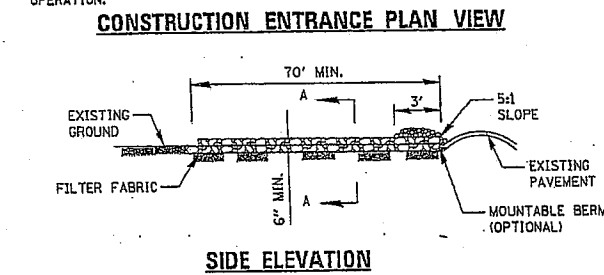 OPERATION.
CONSTRUCTION ENTRANCE PLAN VIEW
70' MIN.
A
3'
5:1
SLOPE
EXISTING
GROUND
FILTER FABRIC
6" MIN.
A
EXISTING
PAVEMENT
MOUNTABLE BERM
(OPTIONAL)
SIDE ELEVATION